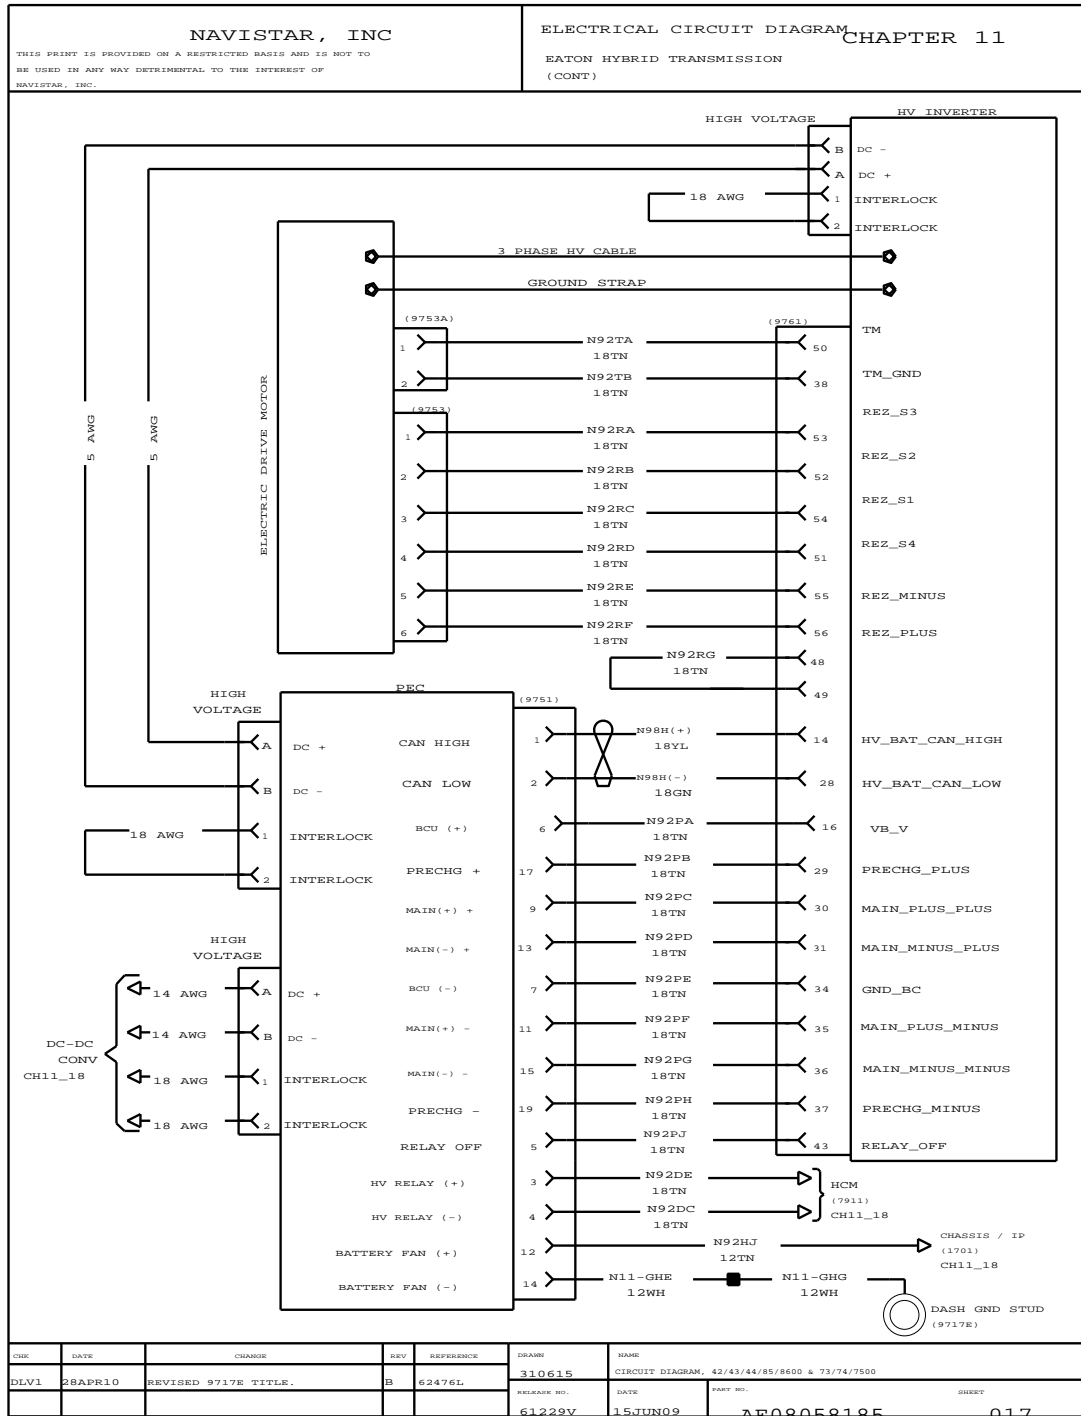 NAVISTAR, INC
THIS PRINT IS PROVIDED ON A RESTRICTED BASIS AND IS NOT TO
BE USED IN ANY WAY DETRIMENTAL TO THE INTEREST OF
NAVISTAR, INC.
ELECTRICAL CIRCUIT DIAGRAM
CHAPTER 11
EATON HYBRID TRANSMISSION
(CONT)
HV INVERTER
HIGH VOLTAGE
B DC -
A DC +
18 AWG
1 INTERLOCK
2 INTERLOCK
3 PHASE HV CABLE
GROUND STRAP
5 AWG
5 AWG
ELECTRIC DRIVE MOTOR
(9753A)
(9761)
TM
1 N92TA 50
18TN
2 N92TB 38 TM_GND
18TN
(9753)
REZ_S3
1 N92RA 53
18TN
REZ_S2
2 N92RB 52
18TN
REZ_S1
3 N92RC 54
18TN
REZ_S4
4 N92RD 51
18TN
5 N92RE 55 REZ_MINUS
18TN
6 N92RF 56 REZ_PLUS
18TN
N92RG 48
18TN
49
PEC
(9751)
HIGH
VOLTAGE
A DC +
B DC -
18 AWG
1 INTERLOCK
2 INTERLOCK
CAN HIGH 1 N98H(+) 14 HV_BAT_CAN_HIGH
18YL
CAN LOW 2 N98H(-) 28 HV_BAT_CAN_LOW
18GN
BCU (+) 6 N92PA 16 VB_V
18TN
PRECHG + 17 N92PB 29 PRECHG_PLUS
18TN
MAIN(+) + 9 N92PC 30 MAIN_PLUS_PLUS
18TN
MAIN(-) + 13 N92PD 31 MAIN_MINUS_PLUS
18TN
BCU (-) 7 N92PE 34 GND_BC
18TN
MAIN(+) - 11 N92PF 35 MAIN_PLUS_MINUS
18TN
MAIN(-) - 15 N92PG 36 MAIN_MINUS_MINUS
18TN
PRECHG - 19 N92PH 37 PRECHG_MINUS
18TN
RELAY OFF 5 N92PJ 43 RELAY_OFF
18TN
HIGH
VOLTAGE
14 AWG A DC +
14 AWG B DC -
18 AWG 1 INTERLOCK
18 AWG 2 INTERLOCK
DC-DC
CONV
CH11_18
HV RELAY (+) 3 N92DE
18TN
HV RELAY (-) 4 N92DC
18TN
HCM
(7911)
CH11_18
BATTERY FAN (+) 12 N92HJ
12TN
CHASSIS / IP
(1701)
CH11_18
BATTERY FAN (-) 14 N11-GHE N11-GHG
12WH 12WH
DASH GND STUD
(9717E)
CHK DATE CHANGE REV REFERENCE
DLV1 28APR10 REVISED 9717E TITLE. B 62476L
DRAWN
310615
NAME
CIRCUIT DIAGRAM, 42/43/44/85/8600 & 73/74/7500
RELEASE NO. DATE PART NO. SHEET
61229V 15JUN09 AE08058185 017